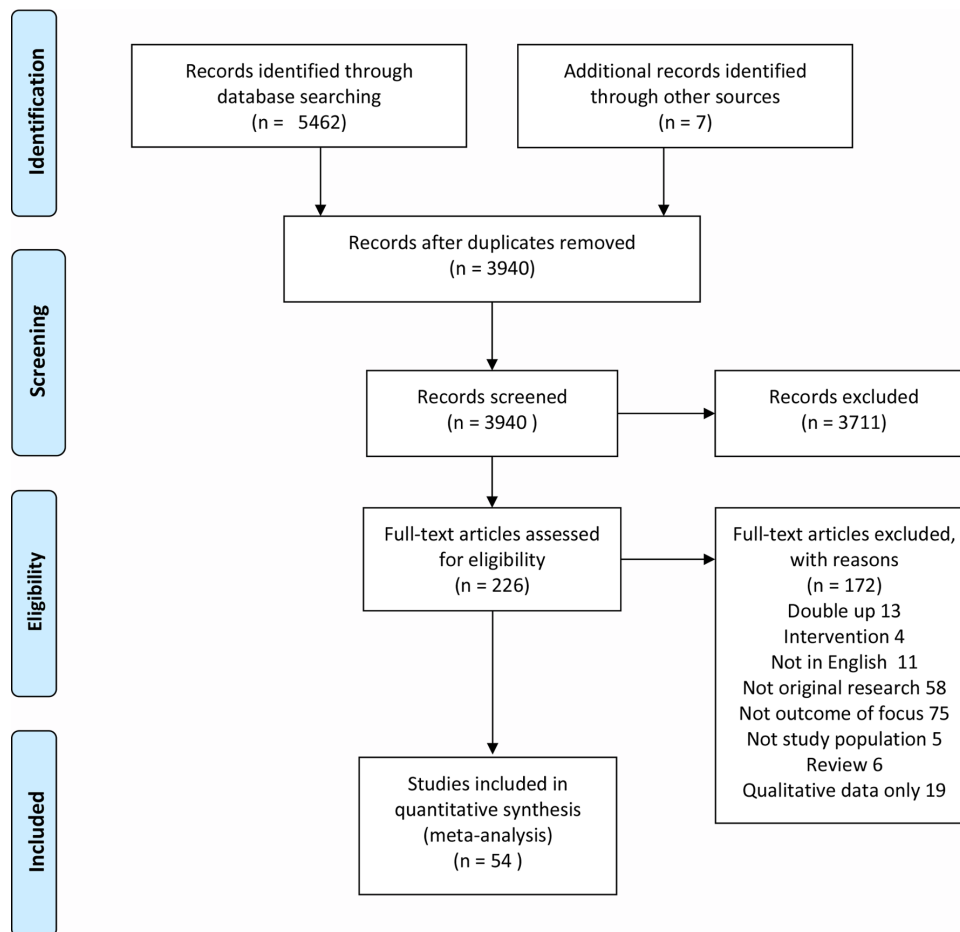 Identification
Records identified through
database searching
(n =   5462)
Additional records identified
through other sources
(n = 7)
Records after duplicates removed
(n = 3940)
Screening
Records screened
(n = 3940 )
Records excluded
(n = 3711)
Eligibility
Full-text articles assessed
for eligibility
(n = 226)
Full-text articles excluded,
with reasons
(n = 172)
Double up 13
Intervention 4
Not in English  11
Not original research 58
Not outcome of focus 75
Not study population 5
Review 6
Qualitative data only 19
Included
Studies included in
quantitative synthesis
(meta-analysis)
(n = 54 )